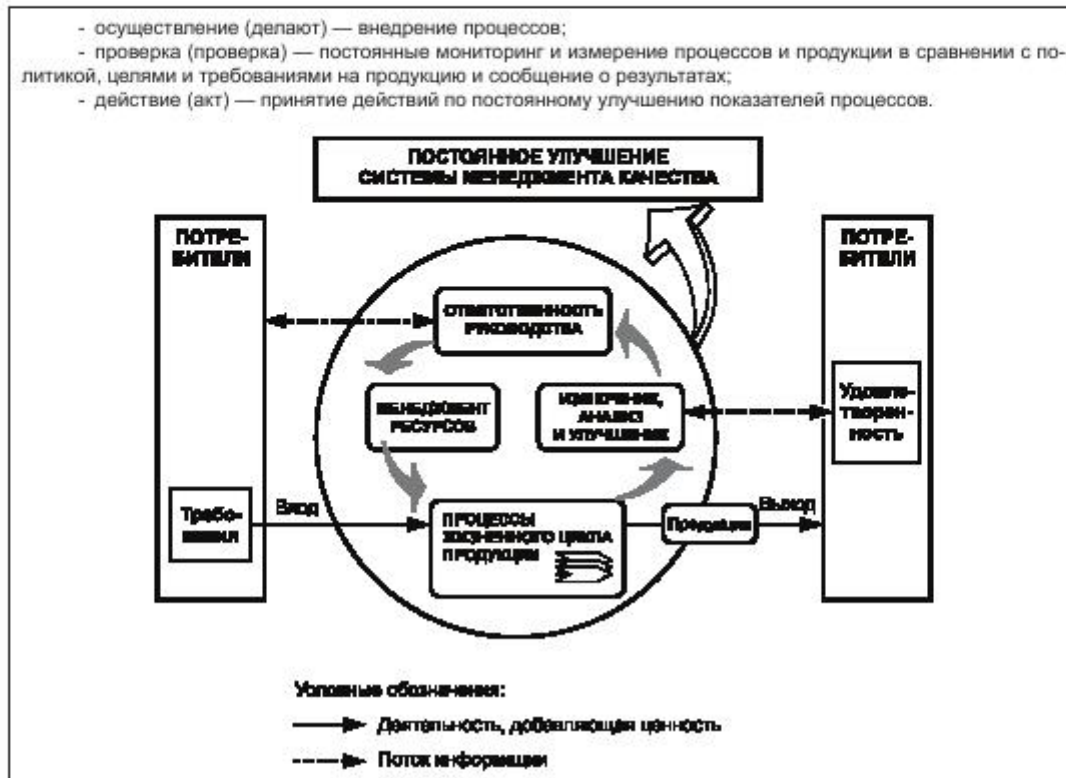 - осуществление (делают) — внедрение процессов;
- проверка (проверка) — постоянные мониторинг и измерение процессов и продукции в сравнении с по-
литикой, целями и требованиями на продукцию и сообщение о результатах;
- действие (акт) — принятие действий по постоянному улучшению показателей процессов.
ПОСТОЯННОЕ УЛУЧШЕНИЕ
СИСТЕМЫ МЕНЕДЖМЕНТА КАЧЕСТВА
ПОТРЕ-
БИТЕЛИ
ПОТРЕ-
БИТЕЛИ
ОТВЕТСТВЕННОСТЬ
РУКОВОДСТВА
МЕНЕДЖМЕНТ
РЕСУРСОВ
ИЗМЕРЕНИЕ,
АНАЛИЗ
И УЛУЧШЕНИЕ
Удовле-
творен-
ность
Требо-
вания
Вход
ПРОЦЕССЫ
ЖИЗНЕННОГО ЦИКЛА
ПРОДУКЦИИ
Продукция
Выход
Условные обозначения:
Деятельность, добавляющая ценность
Поток информации